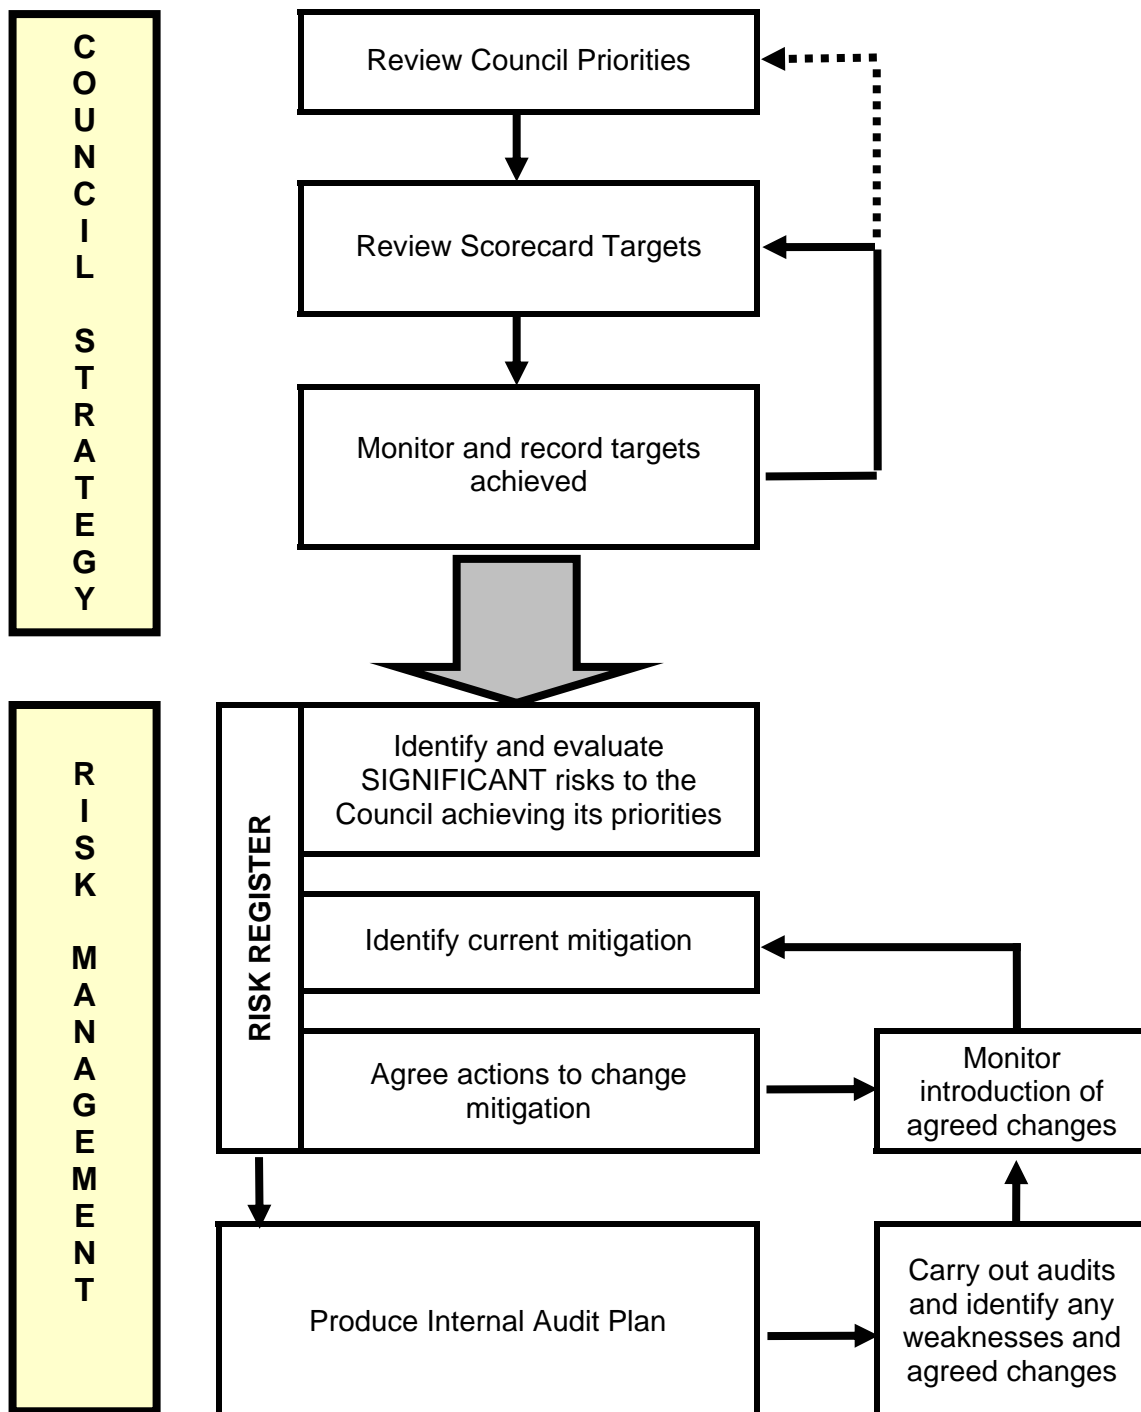 COUNCIL STRATEGY
Review Council Priorities
Review Scorecard Targets
Monitor and record targets
achieved
RISK MANAGEMENT
RISK REGISTER
Identify and evaluate
SIGNIFICANT risks to the
Council achieving its priorities
Identify current mitigation
Agree actions to change
mitigation
Monitor
introduction of
agreed changes
Produce Internal Audit Plan
Carry out audits
and identify any
weaknesses and
agreed changes